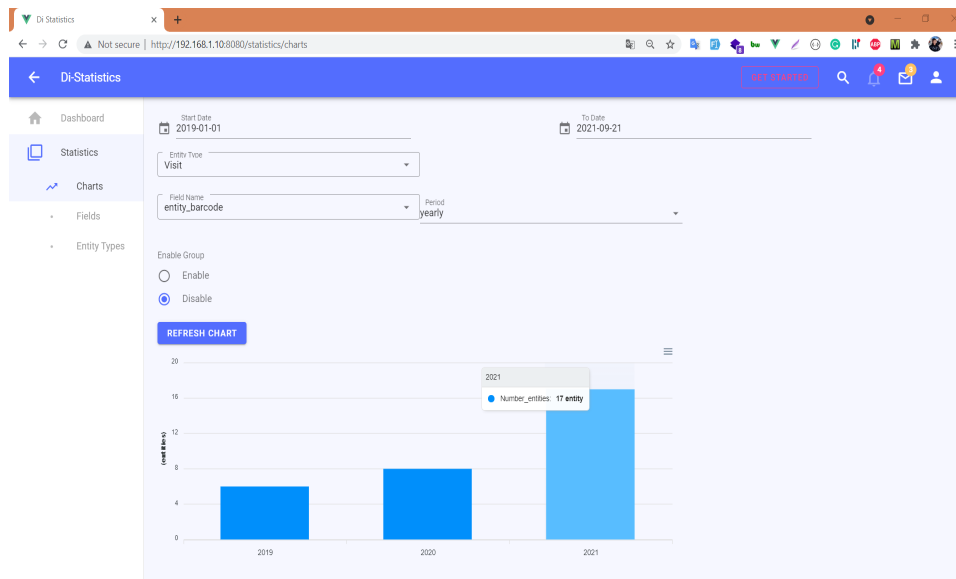 Di Statistics
Not secure | http://192.168.1.10:8080/statistics/charts
Di-Statistics
GET STARTED
4
3
Dashboard
Statistics
Charts
Fields
Entity Types
Start Date
2019-01-01
To Date
2021-09-21
Entity Type
Visit
Field Name
entity_barcode
Period
yearly
Enable Group
Enable
Disable
REFRESH CHART
20
16
12
8
4
0
(entities)
2021
Number_entities: 17 entity
2019
2020
2021